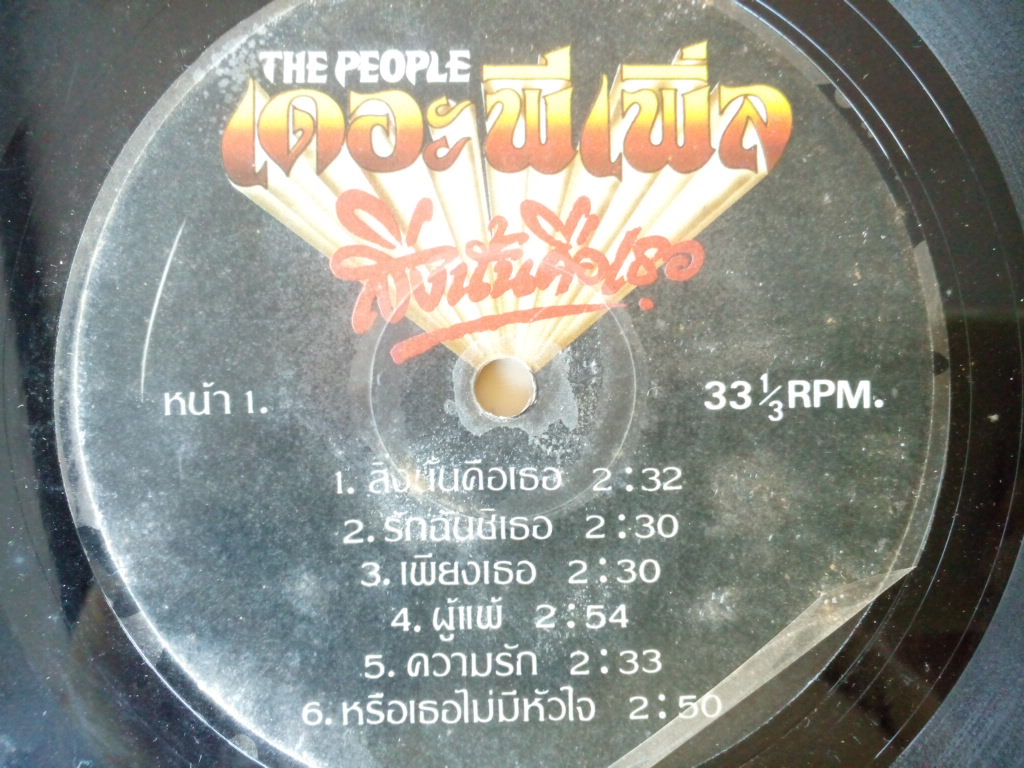 THE PEOPLE
เดอะพีเพิ่ล
สิ่งนั้นคือเธอ
หน้า 1.
33 1/3 RPM.
1. สิ่งนั้นคือเธอ 2:32
2. รักฉันซิเธอ 2:30
3. เพียงเธอ 2:30
4. ผู้แพ้ 2:54
5. ความรัก 2:33
6. หรือเธอไม่มีหัวใจ 2:50